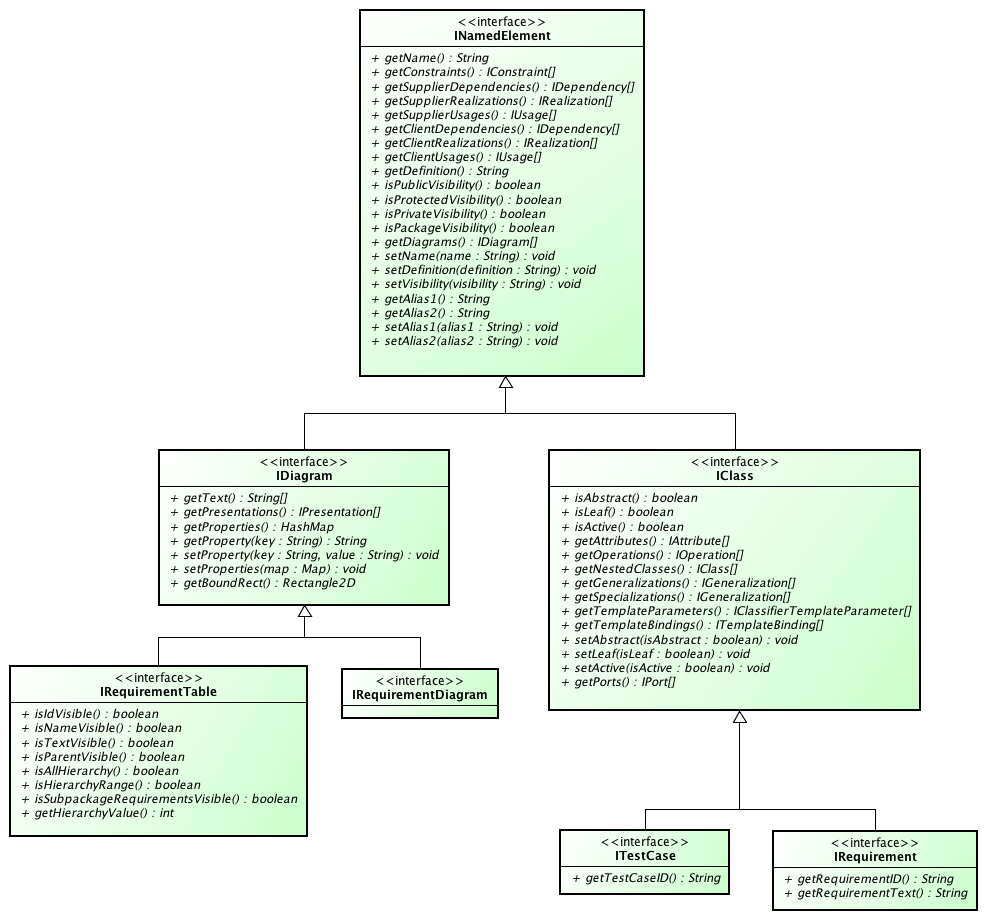 <<interface>>
INamedElement
+ getName() : String
+ getConstraints() : IConstraint[]
+ getSupplierDependencies() : IDependency[]
+ getSupplierRealizations() : IRealization[]
+ getSupplierUsages() : IUsage[]
+ getClientDependencies() : IDependency[]
+ getClientRealizations() : IRealization[]
+ getClientUsages() : IUsage[]
+ getDefinition() : String
+ isPublicVisibility() : boolean
+ isProtectedVisibility() : boolean
+ isPrivateVisibility() : boolean
+ isPackageVisibility() : boolean
+ getDiagrams() : IDiagram[]
+ setName(name : String) : void
+ setDefinition(definition : String) : void
+ setVisibility(visibility : String) : void
+ getAlias1() : String
+ getAlias2() : String
+ setAlias1(alias1 : String) : void
+ setAlias2(alias2 : String) : void
<<interface>>
IDiagram
+ getText() : String[]
+ getPresentations() : IPresentation[]
+ getProperties() : HashMap
+ getProperty(key : String) : String
+ setProperty(key : String, value : String) : void
+ setProperties(map : Map) : void
+ getBoundRect() : Rectangle2D
<<interface>>
IClass
+ isAbstract() : boolean
+ isLeaf() : boolean
+ isActive() : boolean
+ getAttributes() : IAttribute[]
+ getOperations() : IOperation[]
+ getNestedClasses() : IClass[]
+ getGeneralizations() : IGeneralization[]
+ getSpecializations() : IGeneralization[]
+ getTemplateParameters() : IClassifierTemplateParameter[]
+ getTemplateBindings() : ITemplateBinding[]
+ setAbstract(isAbstract : boolean) : void
+ setLeaf(isLeaf : boolean) : void
+ setActive(isActive : boolean) : void
+ getPorts() : IPort[]
<<interface>>
IRequirementTable
+ isIdVisible() : boolean
+ isNameVisible() : boolean
+ isTextVisible() : boolean
+ isParentVisible() : boolean
+ isAllHierarchy() : boolean
+ isHierarchyRange() : boolean
+ isSubpackageRequirementsVisible() : boolean
+ getHierarchyValue() : int
<<interface>>
IRequirementDiagram
<<interface>>
ITestCase
+ getTestCaseID() : String
<<interface>>
IRequirement
+ getRequirementID() : String
+ getRequirementText() : String